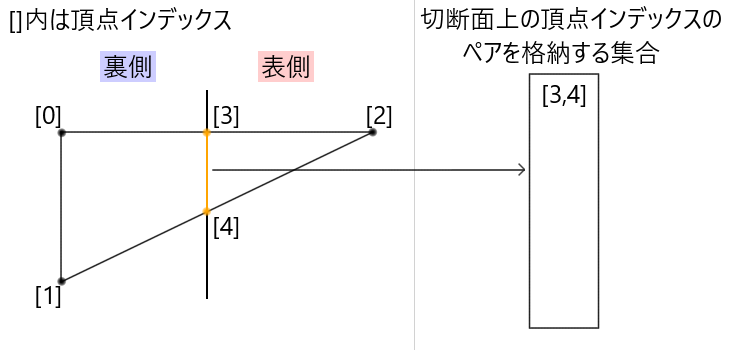 []内は頂点インデックス
裏側
表側
[0]
[3]
[2]
[4]
[1]
切断面上の頂点インデックスの
ペアを格納する集合
[3,4]